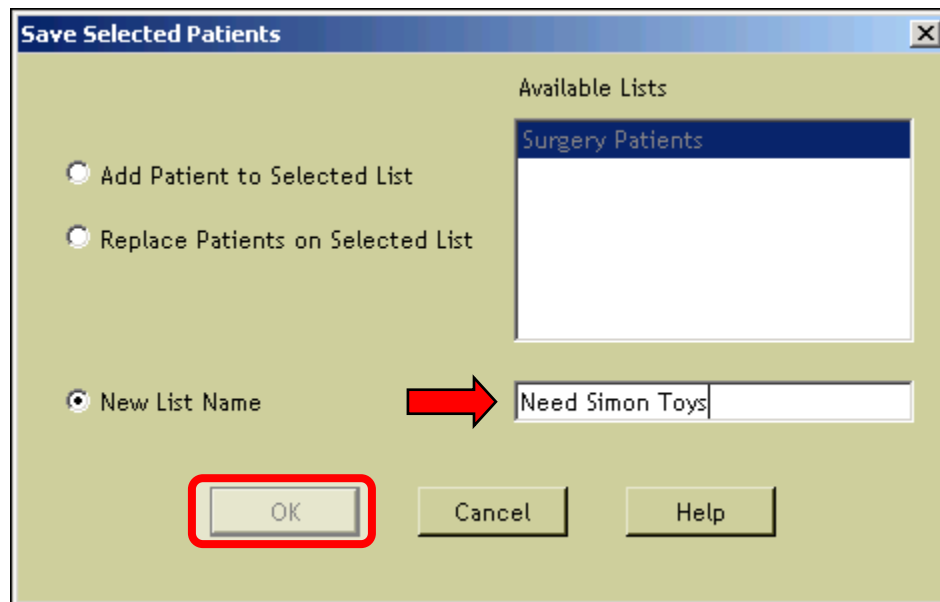 Save Selected Patients
Available Lists
Surgery Patients
Add Patient to Selected List
Replace Patients on Selected List
New List Name
Need Simon Toys
OK
Cancel
Help